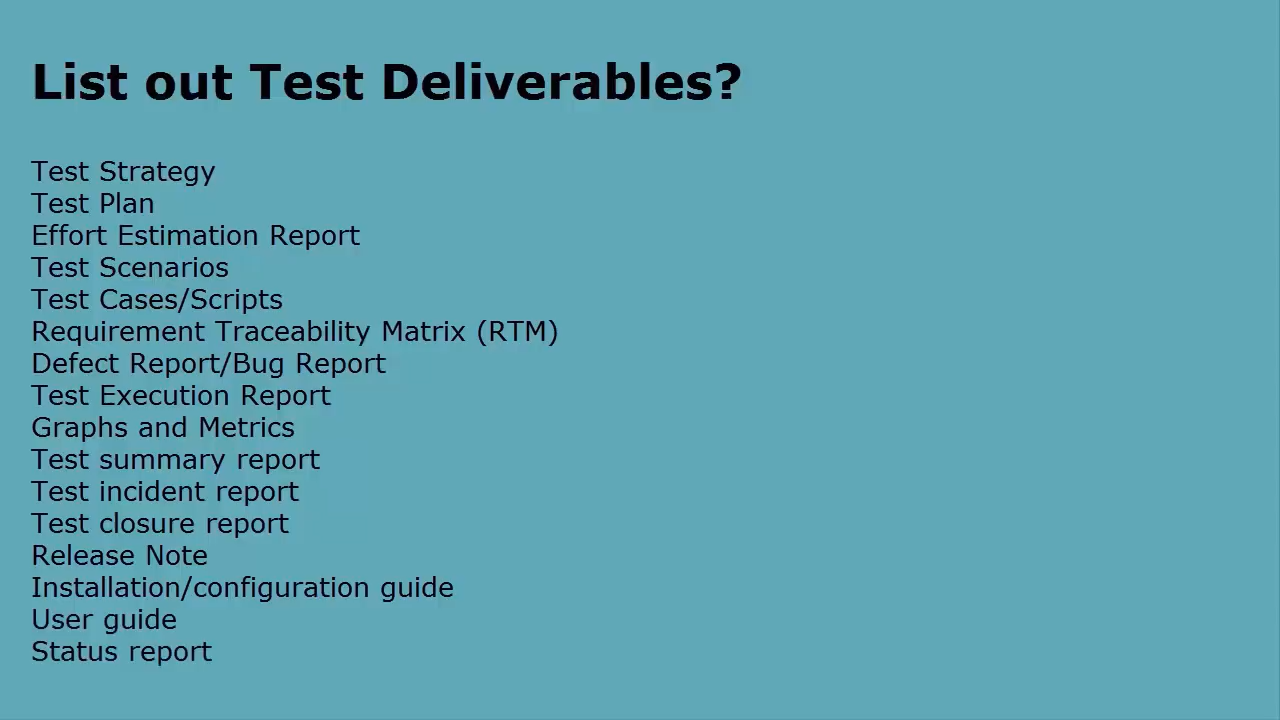 List out Test Deliverables?
Test Strategy
Test Plan
Effort Estimation Report
Test Scenarios
Test Cases/Scripts
Requirement Traceability Matrix (RTM)
Defect Report/Bug Report
Test Execution Report
Graphs and Metrics
Test summary report
Test incident report
Test closure report
Release Note
Installation/configuration guide
User guide
Status report